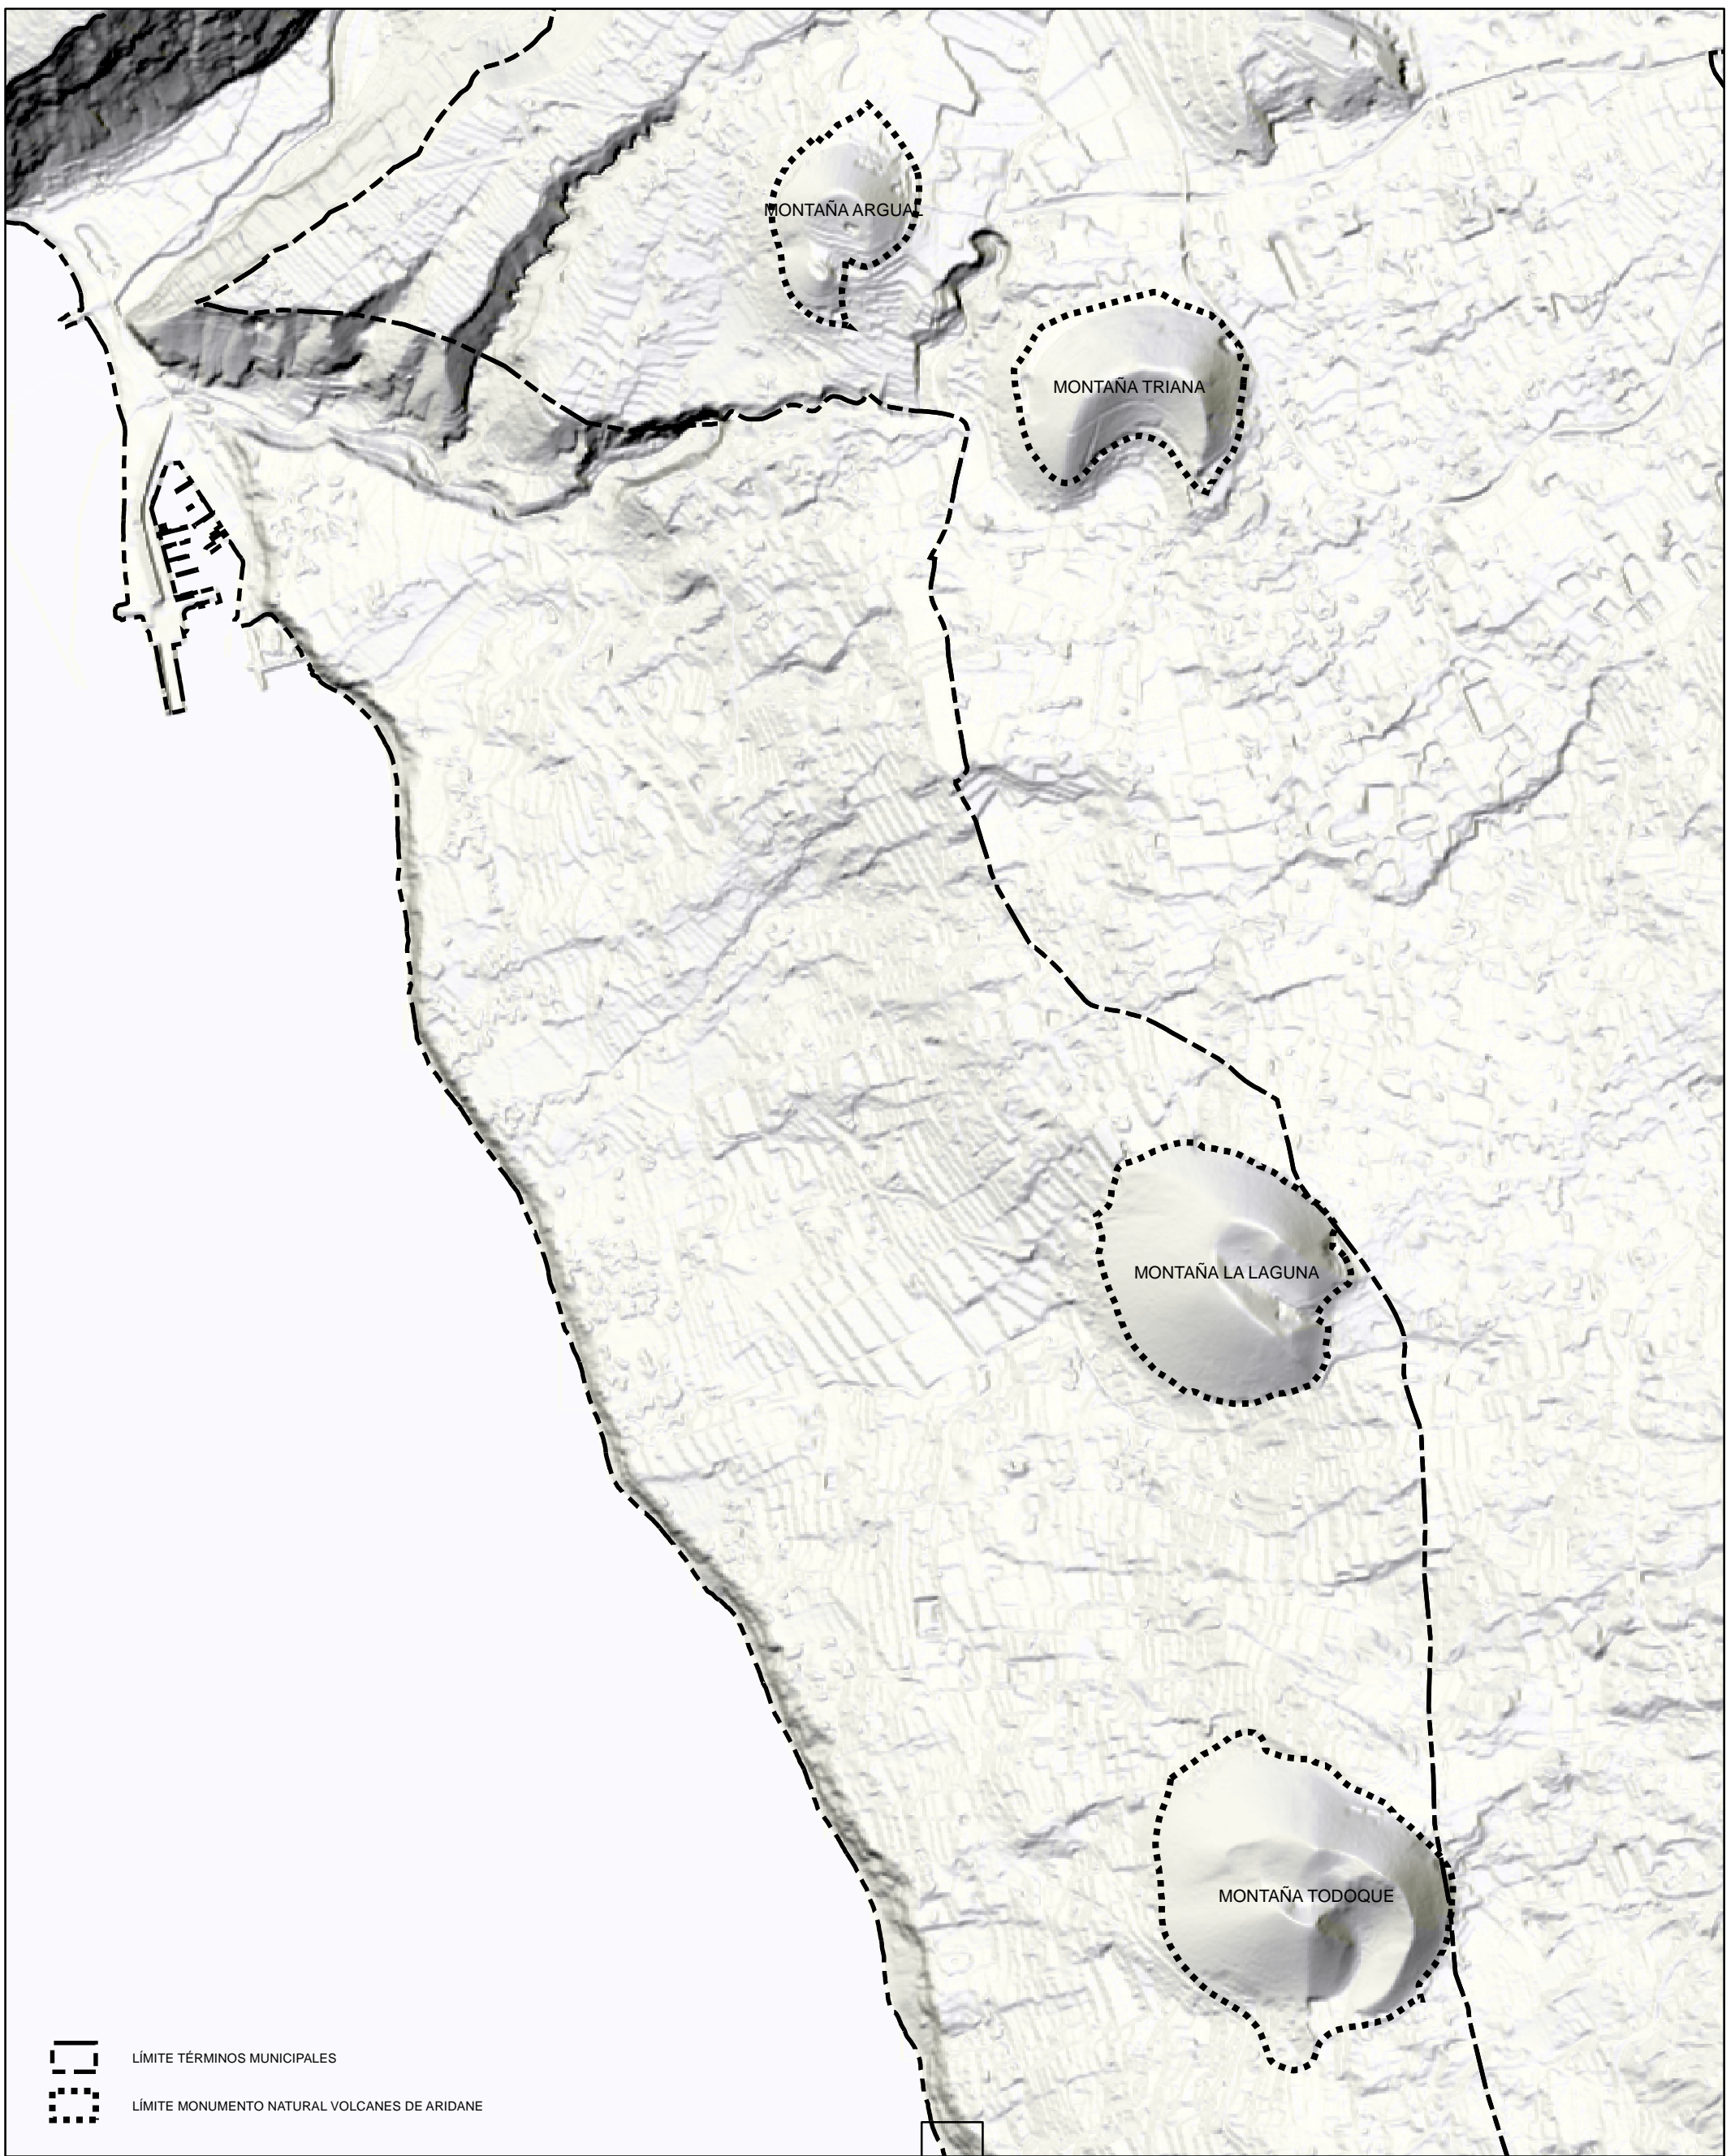 MONTAÑA ARGUAL
MONTAÑA TRIANA
MONTAÑA LA LAGUNA
MONTAÑA TODOQUE
LÍMITE TÉRMINOS MUNICIPALES
LÍMITE MONUMENTO NATURAL VOLCANES DE ARIDANE